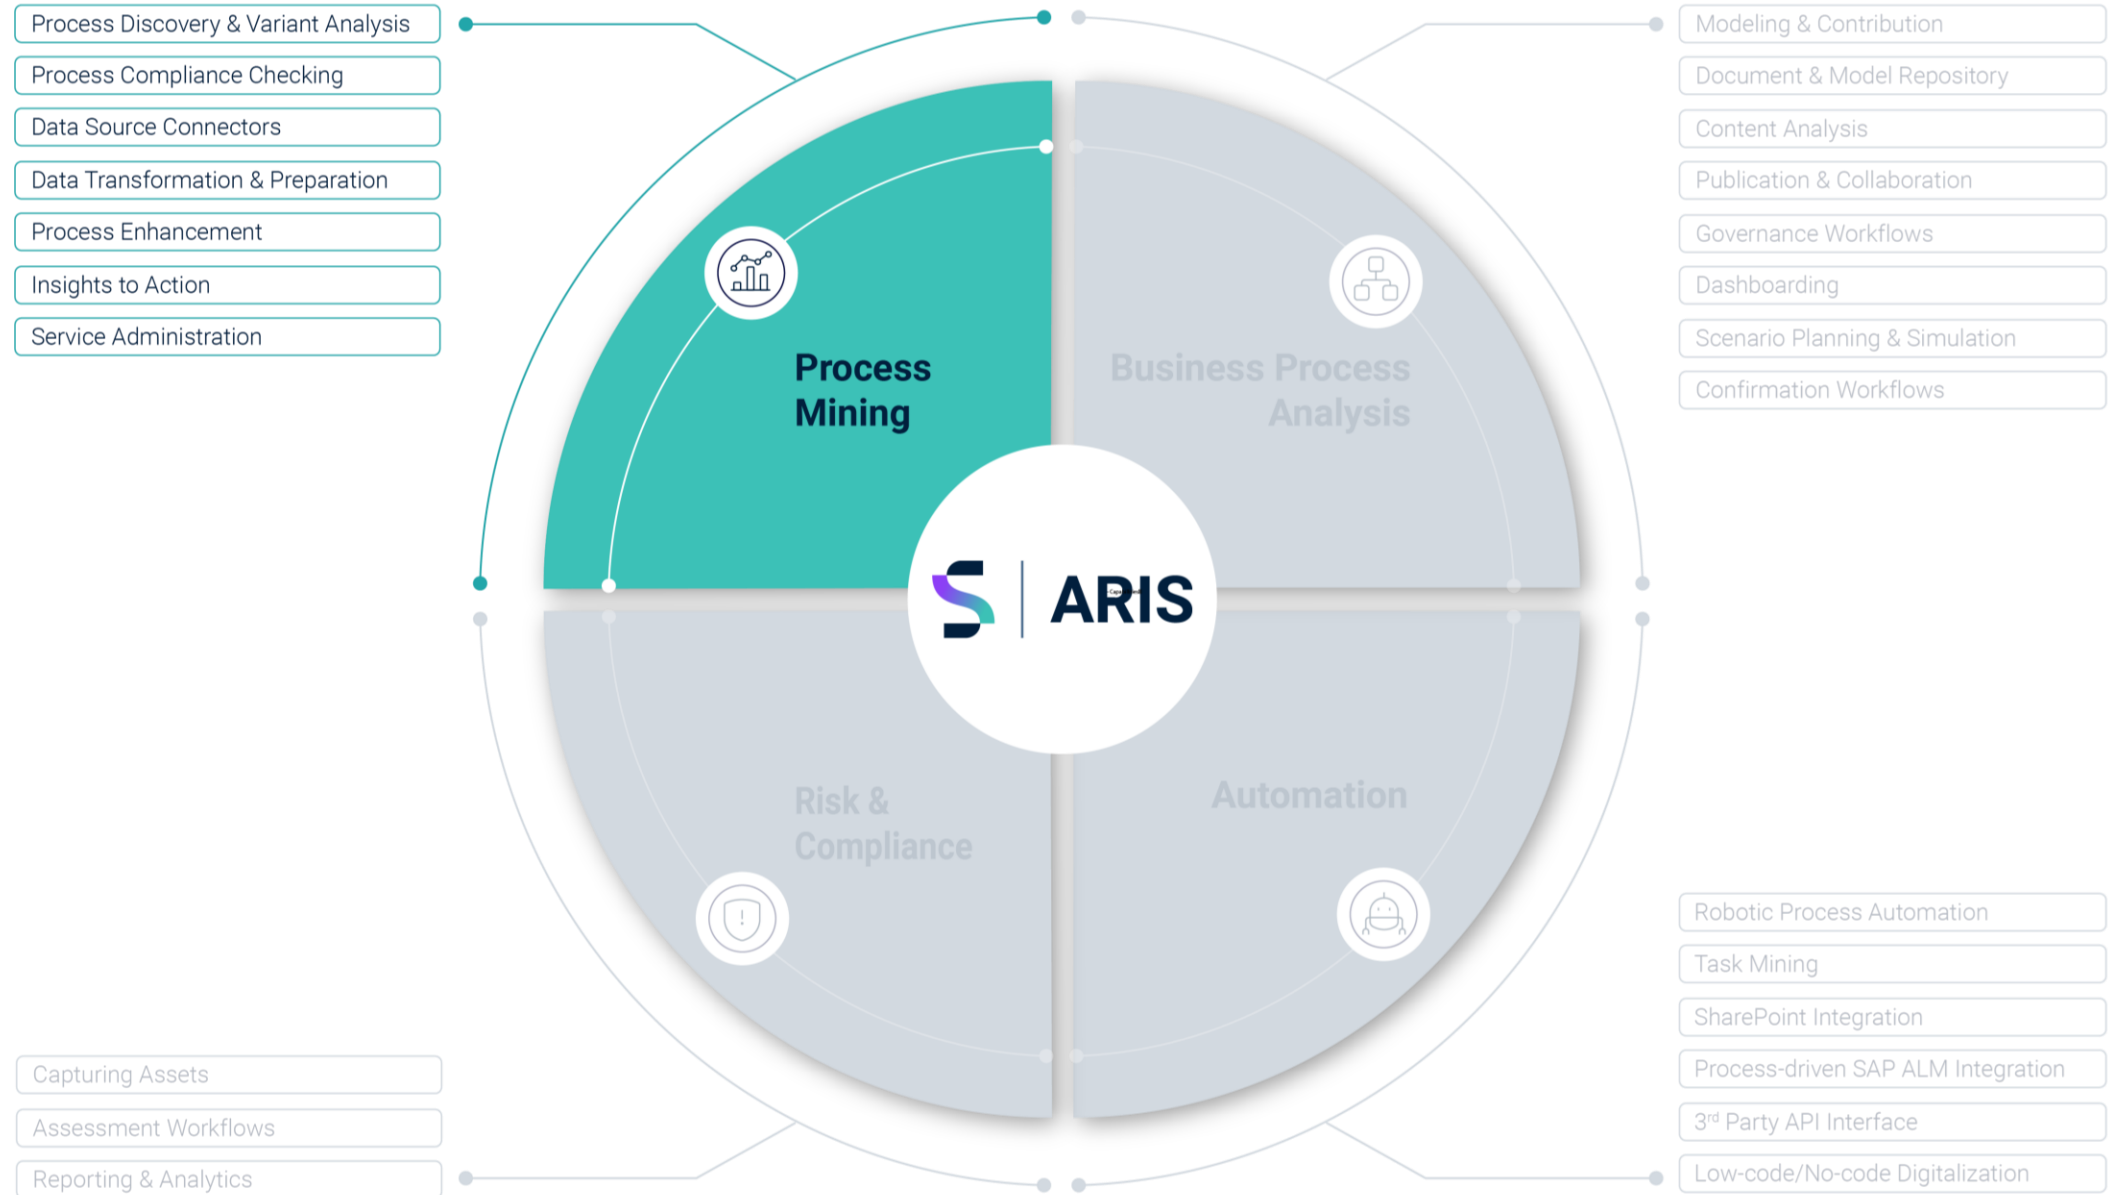 Process Discovery & Variant Analysis
Process Compliance Checking
Data Source Connectors
Data Transformation & Preparation
Process Enhancement
Insights to Action
Service Administration
Modeling & Contribution
Document & Model Repository
Content Analysis
Publication & Collaboration
Governance Workflows
Dashboarding
Scenario Planning & Simulation
Confirmation Workflows
Process
Mining
Business Process
Analysis
S | ARIS
Risk &
Compliance
Automation
Capturing Assets
Assessment Workflows
Reporting & Analytics
Robotic Process Automation
Task Mining
SharePoint Integration
Process-driven SAP ALM Integration
3rd Party API Interface
Low-code/No-code Digitalization